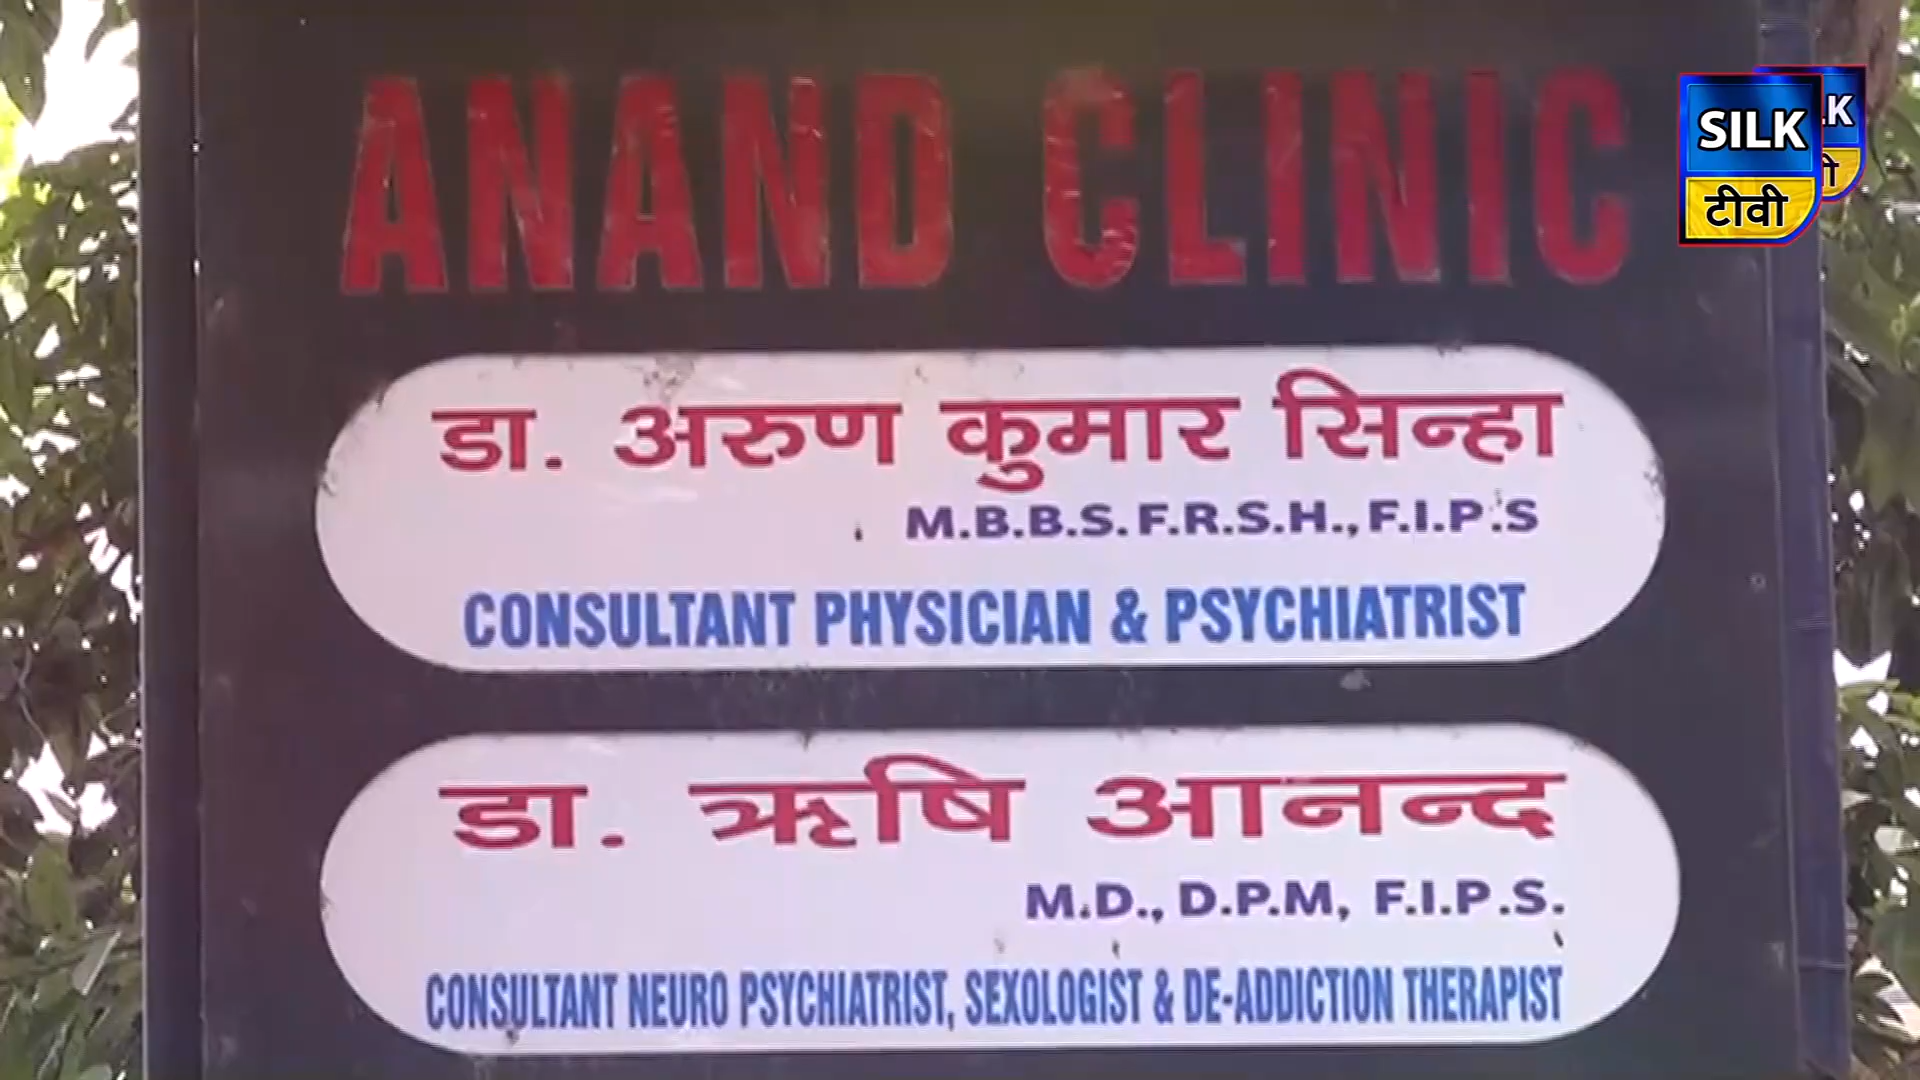 ANAND CLINIC
SILK
टीवी
डा. अरुण कुमार सिन्हा
M.B.B.S. F.R.S.H., F.I.P.S
CONSULTANT PHYSICIAN & PSYCHIATRIST
डा. ऋषि आनन्द
M.D., D.P.M, F.I.P.S.
CONSULTANT NEURO PSYCHIATRIST, SEXOLOGIST & DE-ADDICTION THERAPIST